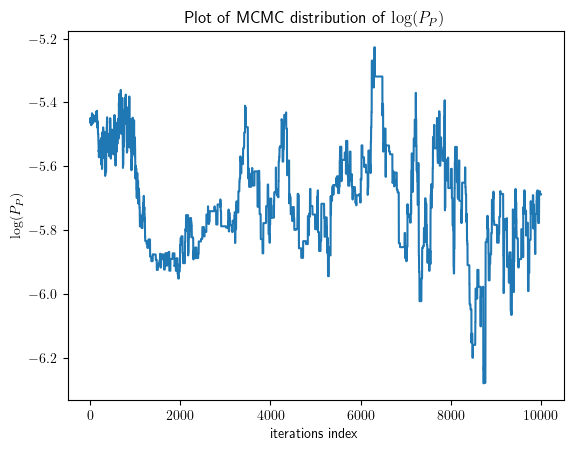 Plot of MCMC distribution of log(P_P)
−5.2
−5.4
−5.6
−5.8
−6.0
−6.2
log(P_P)
0 2000 4000 6000 8000 10000
iterations index